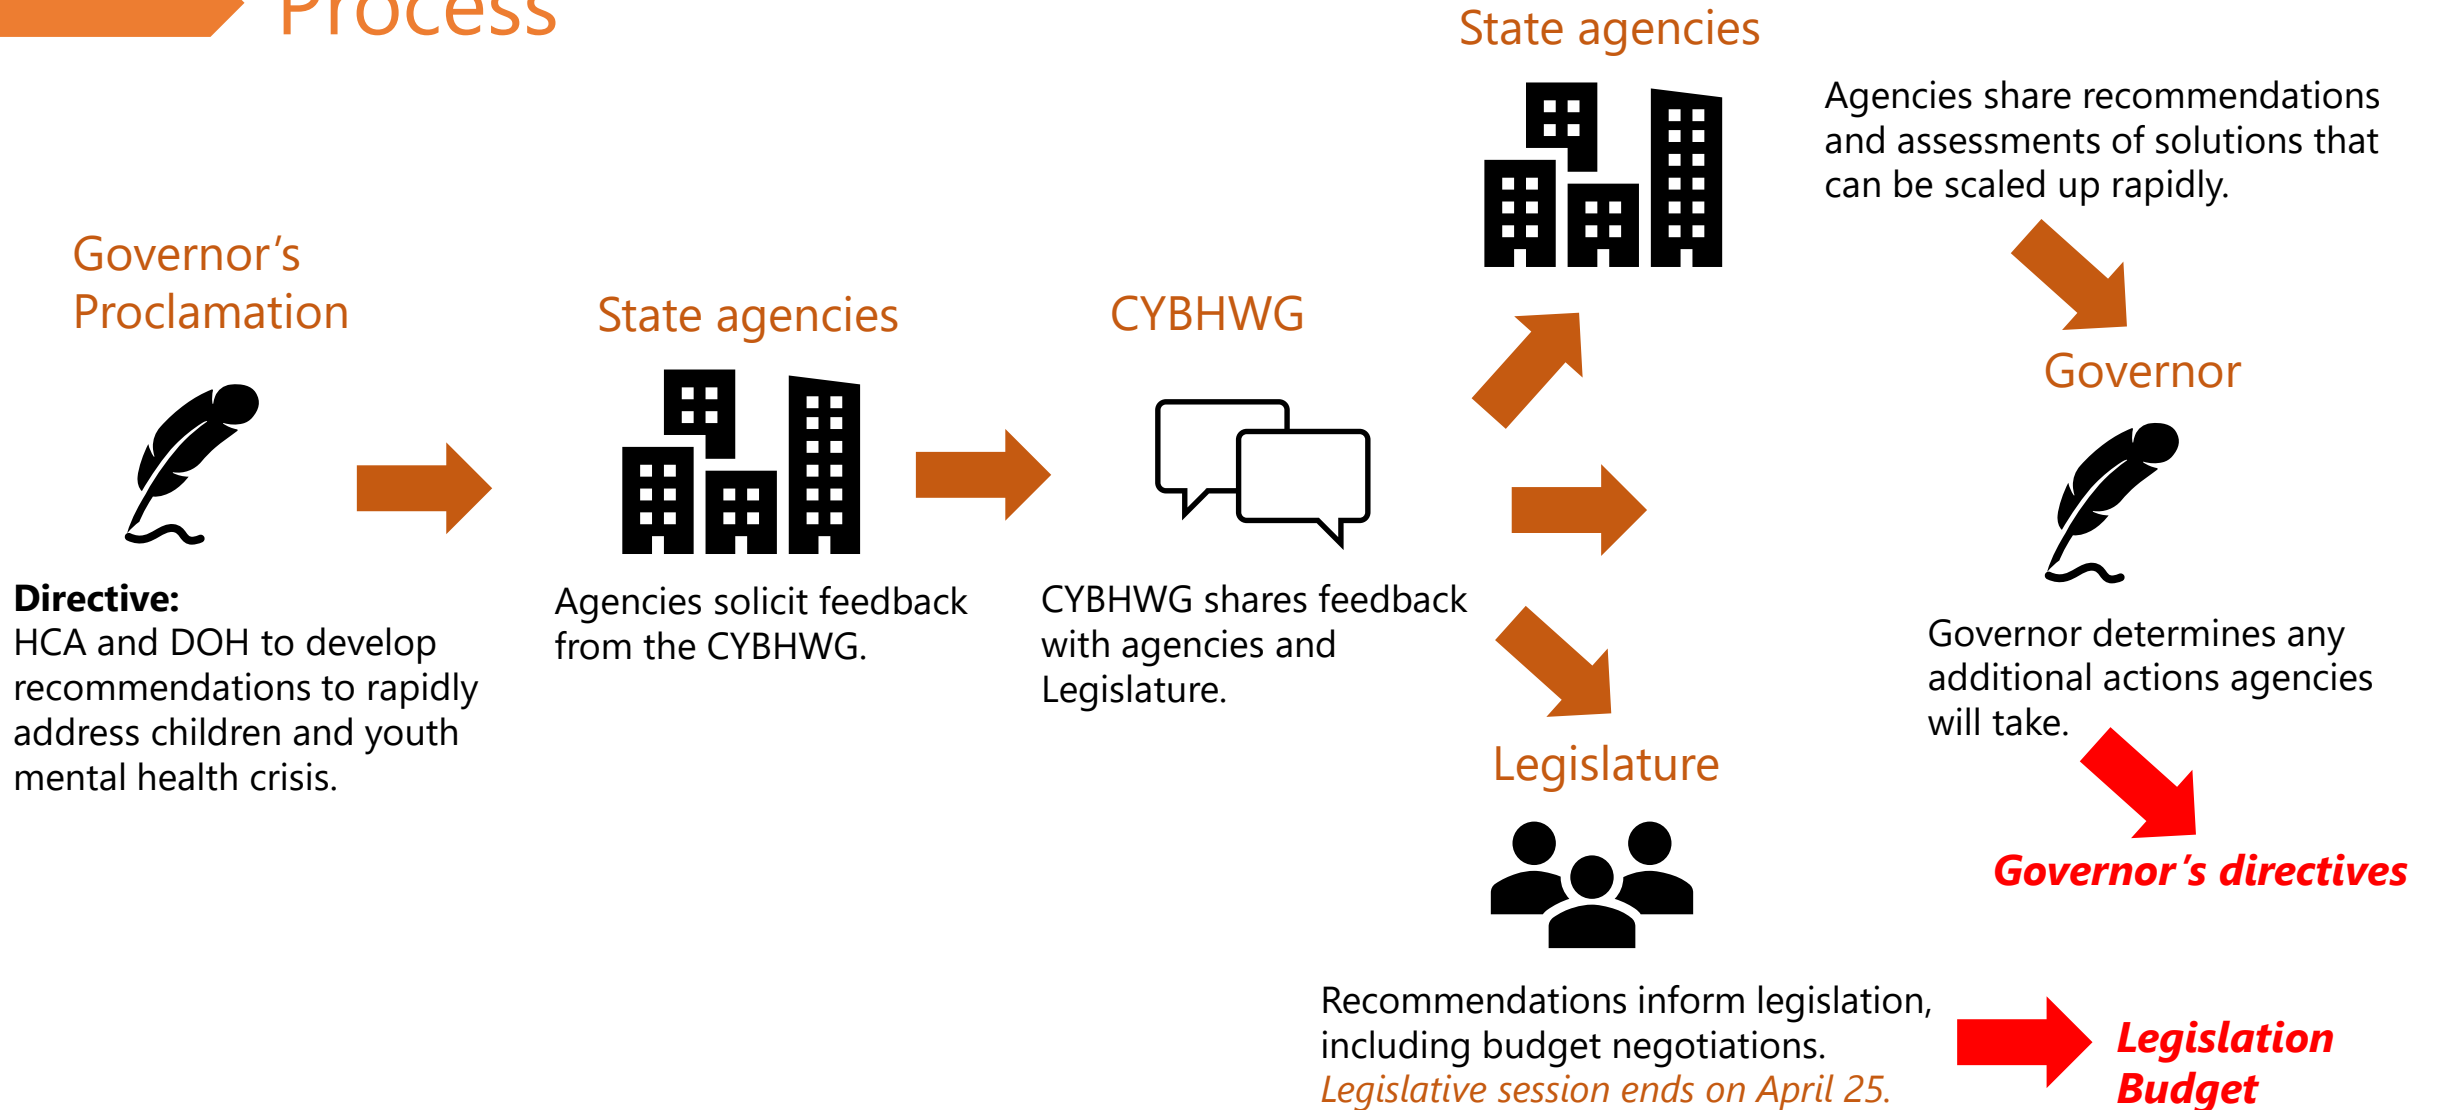 Process
Governor's
Proclamation
Directive:
HCA and DOH to develop
recommendations to rapidly
address children and youth
mental health crisis.
State agencies
Agencies solicit feedback
from the CYBHWG.
CYBHWG
CYBHWG shares feedback
with agencies and
Legislature.
State agencies
Agencies share recommendations
and assessments of solutions that
can be scaled up rapidly.
Governor
Governor determines any
additional actions agencies
will take.
Governor's directives
Legislature
Recommendations inform legislation,
including budget negotiations.
Legislative session ends on April 25.
Legislation
Budget